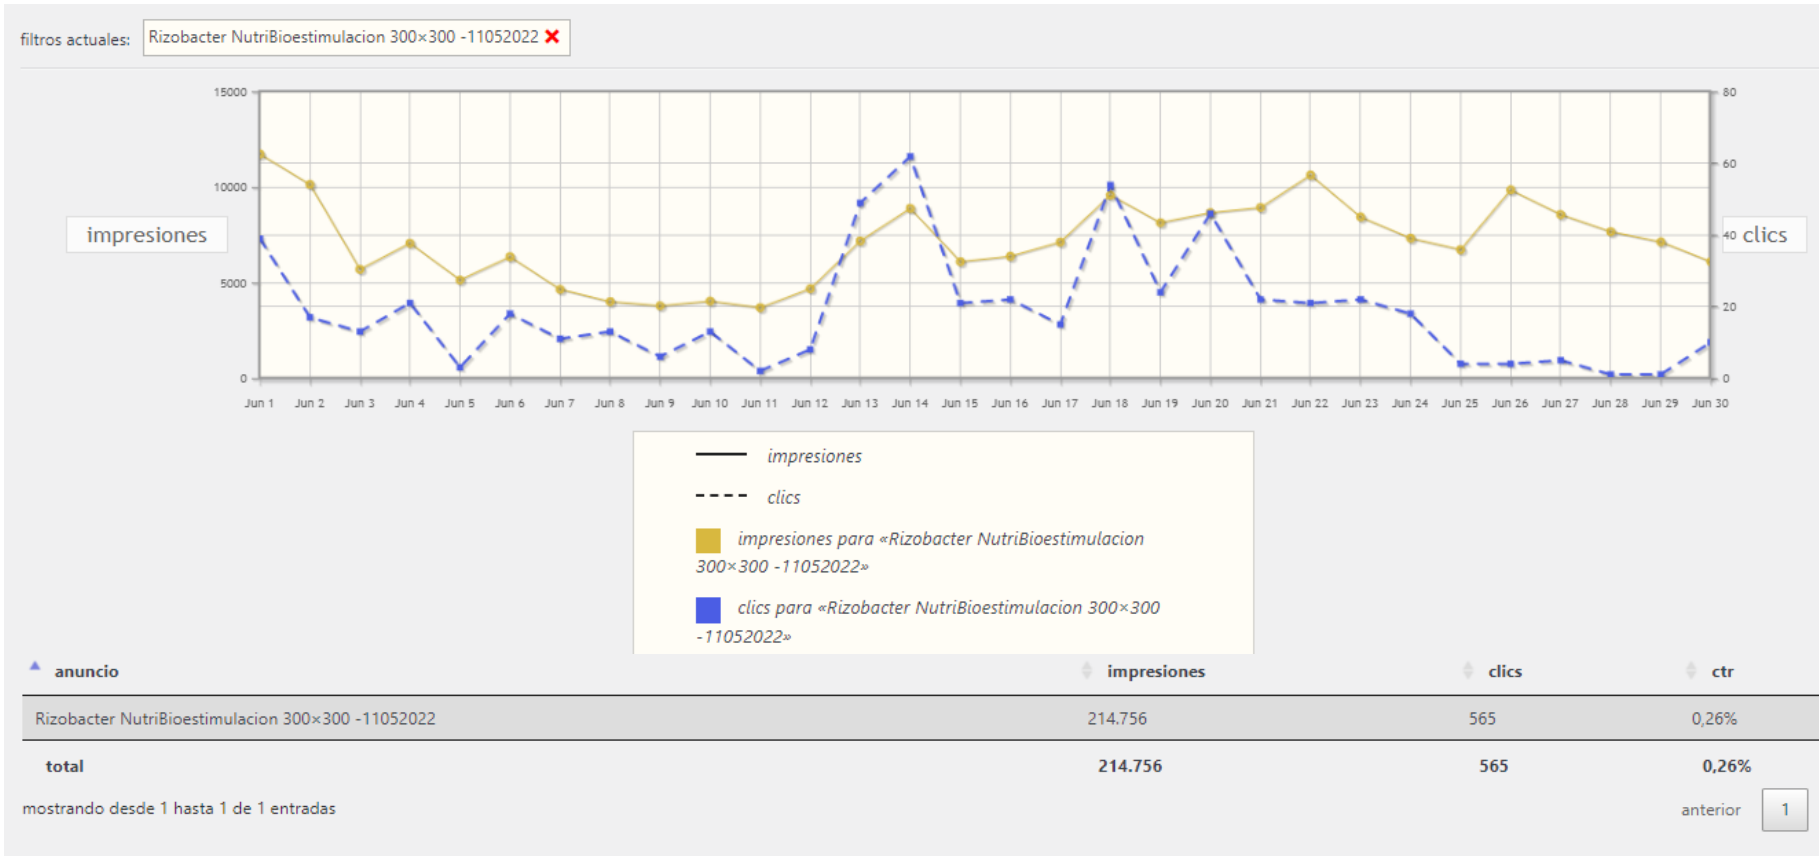 filtros actuales: Rizobacter NutriBioestimulacion 300×300 -11052022
15000
10000
5000
0
impresiones
80
60
40
20
0
clics
Jun 1 Jun 2 Jun 3 Jun 4 Jun 5 Jun 6 Jun 7 Jun 8 Jun 9 Jun 10 Jun 11 Jun 12 Jun 13 Jun 14 Jun 15 Jun 16 Jun 17 Jun 18 Jun 19 Jun 20 Jun 21 Jun 22 Jun 23 Jun 24 Jun 25 Jun 26 Jun 27 Jun 28 Jun 29 Jun 30
impresiones
clics
impresiones para «Rizobacter NutriBioestimulacion
300×300 -11052022»
clics para «Rizobacter NutriBioestimulacion 300×300
-11052022»
anuncio impresiones clics ctr
Rizobacter NutriBioestimulacion 300×300 -11052022 214.756 565 0,26%
total 214.756 565 0,26%
mostrando desde 1 hasta 1 de 1 entradas anterior 1